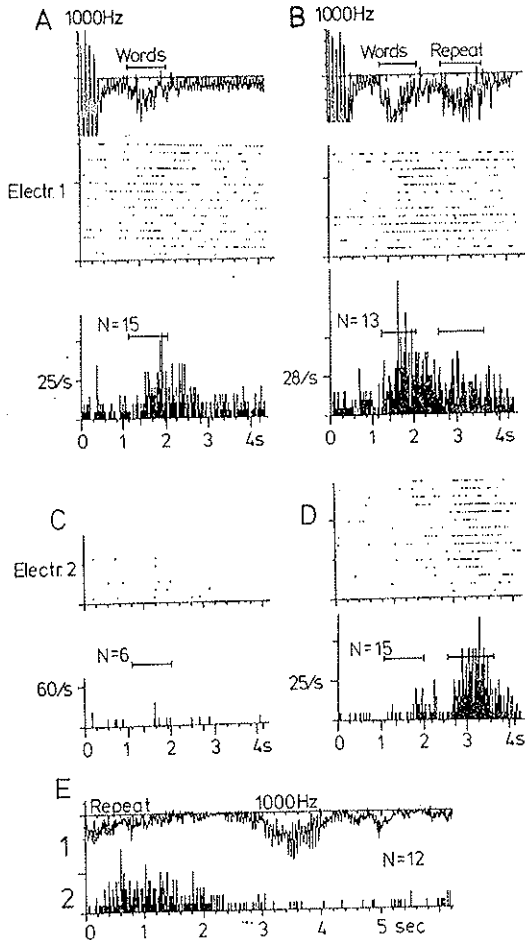 A
1000Hz
Words
B
1000Hz
Words Repeat
Electr. 1
N=15
25/s
0 1 2 3 4s
N=13
28/s
0 1 2 3 4s
C
Electr. 2
N=6
60/s
0 1 2 3 4s
D
N=15
25/s
0 1 2 3 4s
E
Repeat 1000Hz
1
N=12
2
0 1 2 3 4 5 sec